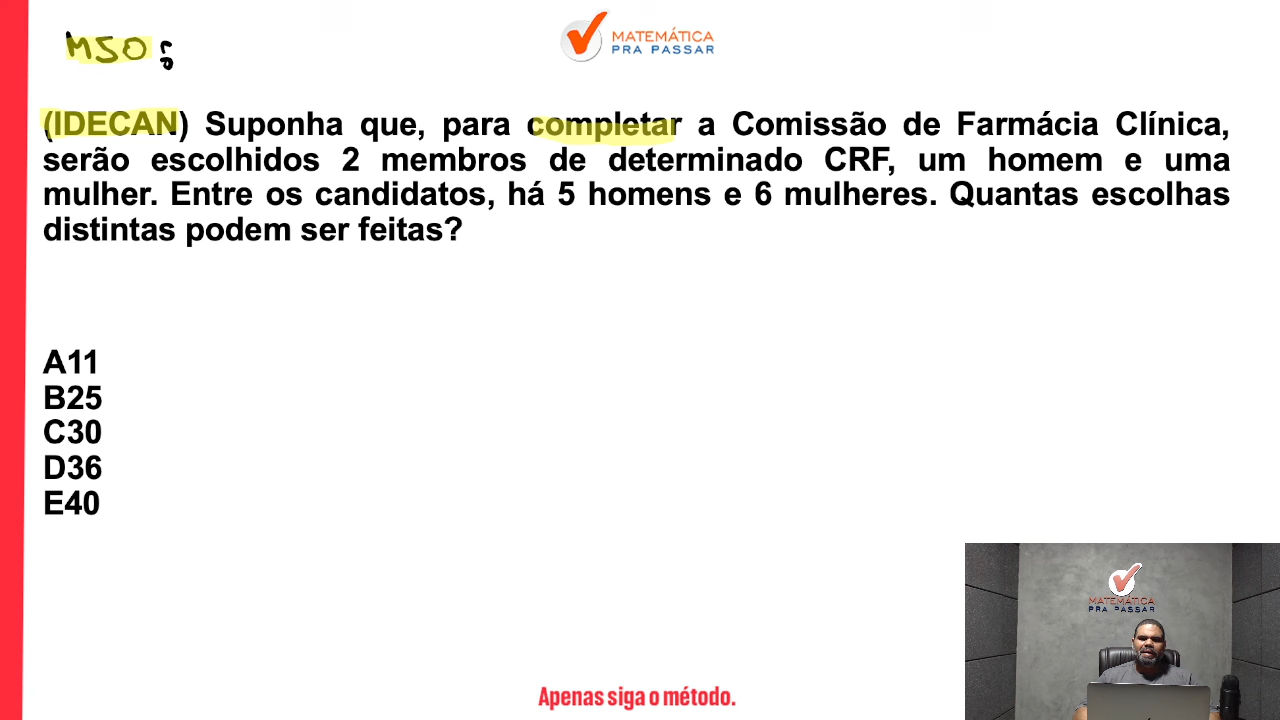 MSO
MATEMÁTICA
PRA PASSAR
(IDECAN) Suponha que, para completar a Comissão de Farmácia Clínica,
serão escolhidos 2 membros de determinado CRF, um homem e uma
mulher. Entre os candidatos, há 5 homens e 6 mulheres. Quantas escolhas
distintas podem ser feitas?
A11
B25
C30
D36
E40
MATEMÁTICA
PRA PASSAR
Apenas siga o método.